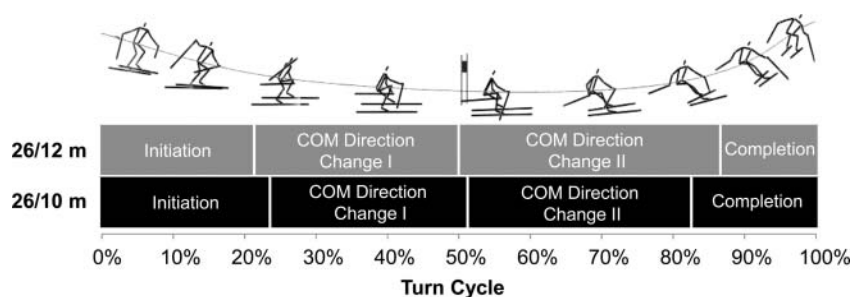 26/12 m
Initiation
COM Direction
Change I
COM Direction
Change II
Completion
26/10 m
Initiation
COM Direction
Change I
COM Direction
Change II
Completion
0% 10% 20% 30% 40% 50% 60% 70% 80% 90% 100%
Turn Cycle